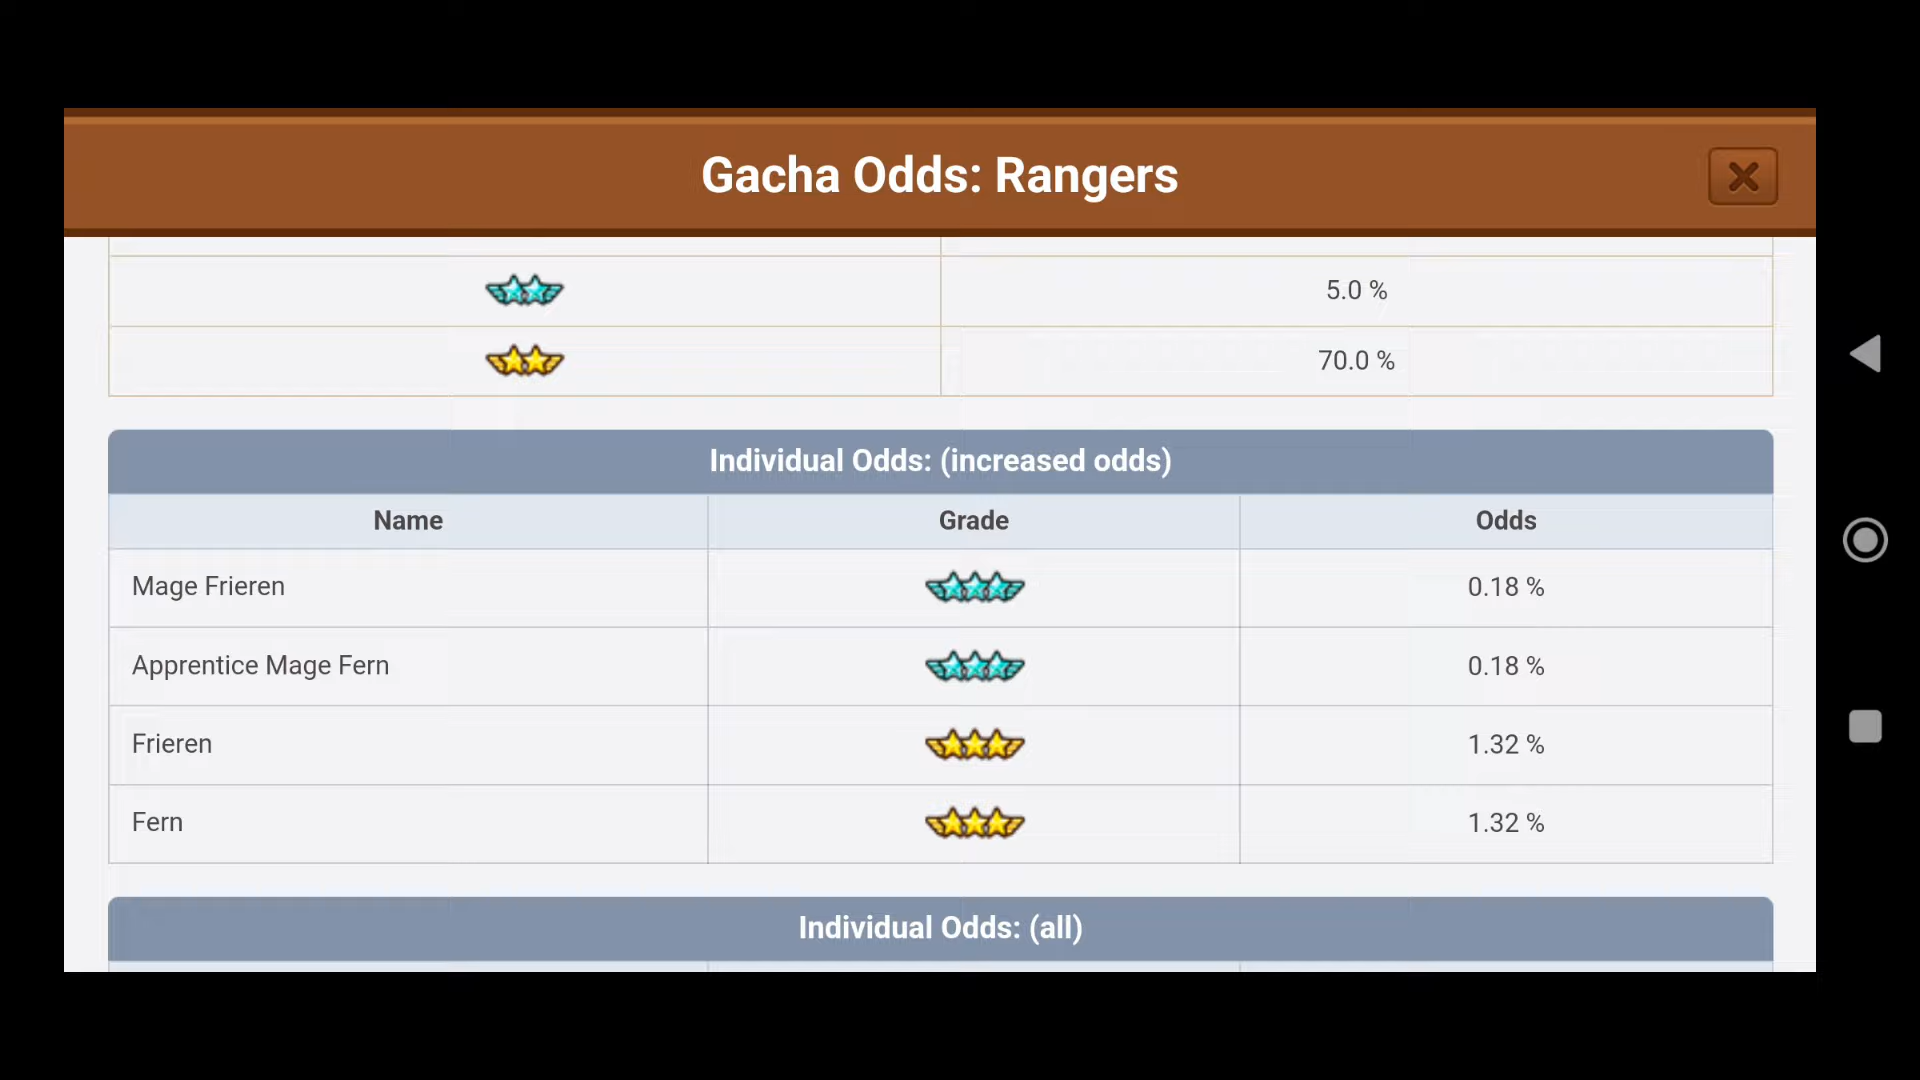 Gacha Odds: Rangers
5.0 %
70.0 %
Individual Odds: (increased odds)
Name Grade Odds
Mage Frieren 0.18 %
Apprentice Mage Fern 0.18 %
Frieren 1.32 %
Fern 1.32 %
Individual Odds: (all)